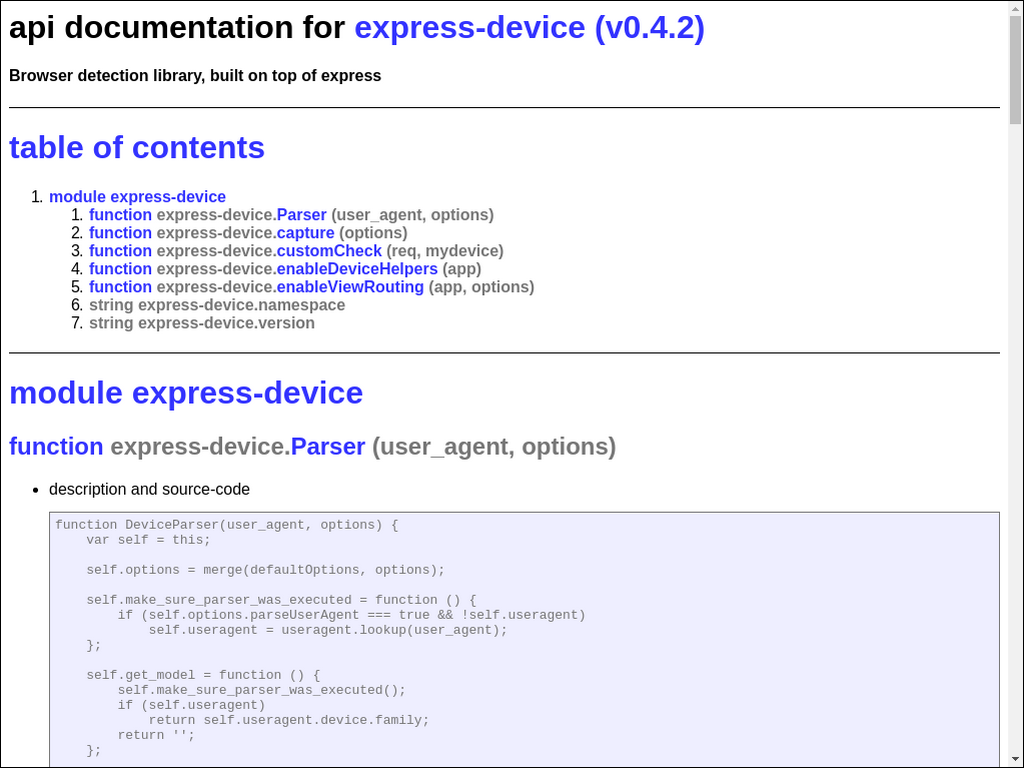 api documentation for express-device (v0.4.2)
Browser detection library, built on top of express
table of contents
1. module express-device
1. function express-device.Parser (user_agent, options)
2. function express-device.capture (options)
3. function express-device.customCheck (req, mydevice)
4. function express-device.enableDeviceHelpers (app)
5. function express-device.enableViewRouting (app, options)
6. string express-device.namespace
7. string express-device.version
module express-device
function express-device.Parser (user_agent, options)
• description and source-code
function DeviceParser(user_agent, options) {
    var self = this;
    self.options = merge(defaultOptions, options);
    self.make_sure_parser_was_executed = function () {
        if (self.options.parseUserAgent === true && !self.useragent)
            self.useragent = useragent.lookup(user_agent);
    };
    self.get_model = function () {
        self.make_sure_parser_was_executed();
        if (self.useragent)
            return self.useragent.device.family;
        return '';
    };